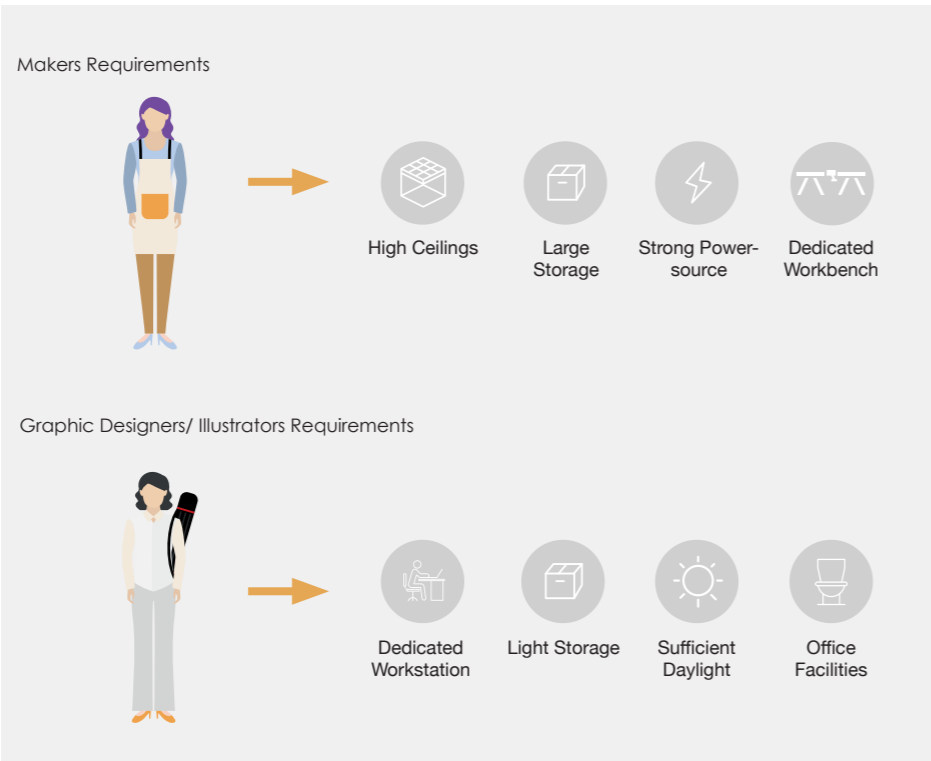 Makers Requirements
High Ceilings
Large
Storage
Strong Power-
source
Dedicated
Workbench
Graphic Designers/ Illustrators Requirements
Dedicated
Workstation
Light Storage
Sufficient
Daylight
Office
Facilities